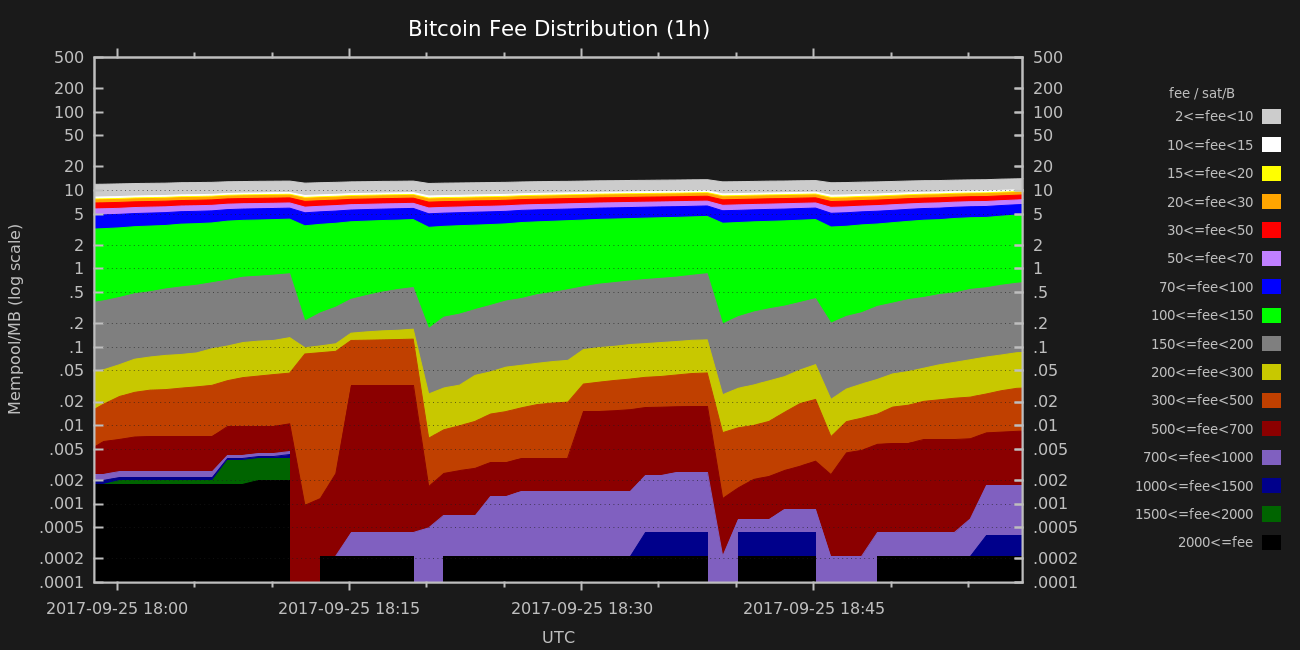 Bitcoin Fee Distribution (1h)
Mempool/MB (log scale)
500
200
100
50
20
10
5
2
1
.5
.2
.1
.05
.02
.01
.005
.002
.001
.0005
.0002
.0001
500
200
100
50
20
10
5
2
1
.5
.2
.1
.05
.02
.01
.005
.002
.001
.0005
.0002
.0001
2017-09-25 18:00 2017-09-25 18:15 2017-09-25 18:30 2017-09-25 18:45
UTC
fee / sat/B
2<=fee<10
10<=fee<15
15<=fee<20
20<=fee<30
30<=fee<50
50<=fee<70
70<=fee<100
100<=fee<150
150<=fee<200
200<=fee<300
300<=fee<500
500<=fee<700
700<=fee<1000
1000<=fee<1500
1500<=fee<2000
2000<=fee